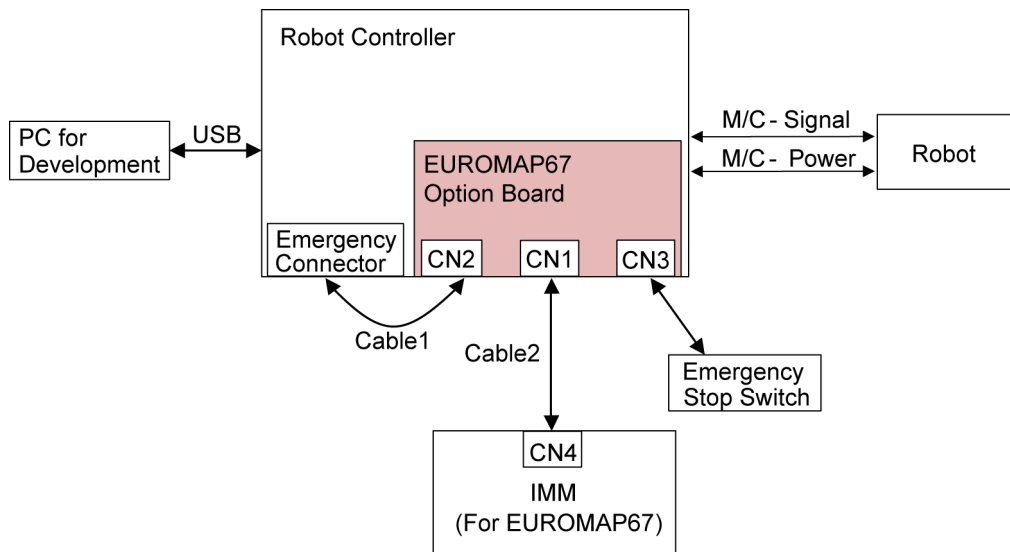 Robot Controller
PC for
Development
USB
M/C - Signal
M/C - Power
Robot
EUROMAP67
Option Board
Emergency
Connector
CN2
CN1
CN3
Cable1
Cable2
Emergency
Stop Switch
CN4
IMM
(For EUROMAP67)